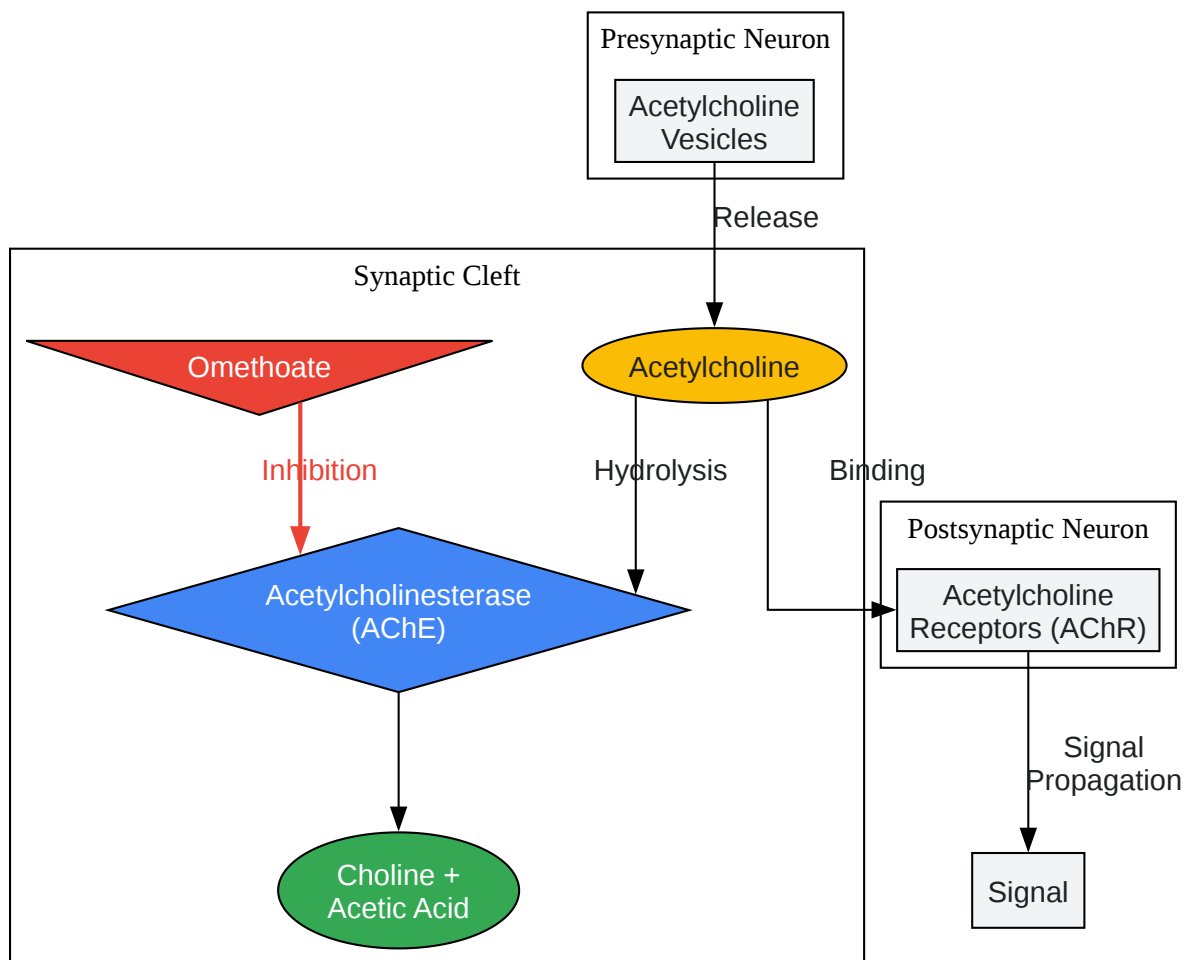 Presynaptic Neuron
Acetylcholine
Vesicles
Release
Synaptic Cleft
Omethoate
Acetylcholine
Inhibition
Hydrolysis
Binding
Postsynaptic Neuron
Acetylcholinesterase
(AChE)
Acetylcholine
Receptors (AChR)
Signal
Propagation
Choline +
Acetic Acid
Signal